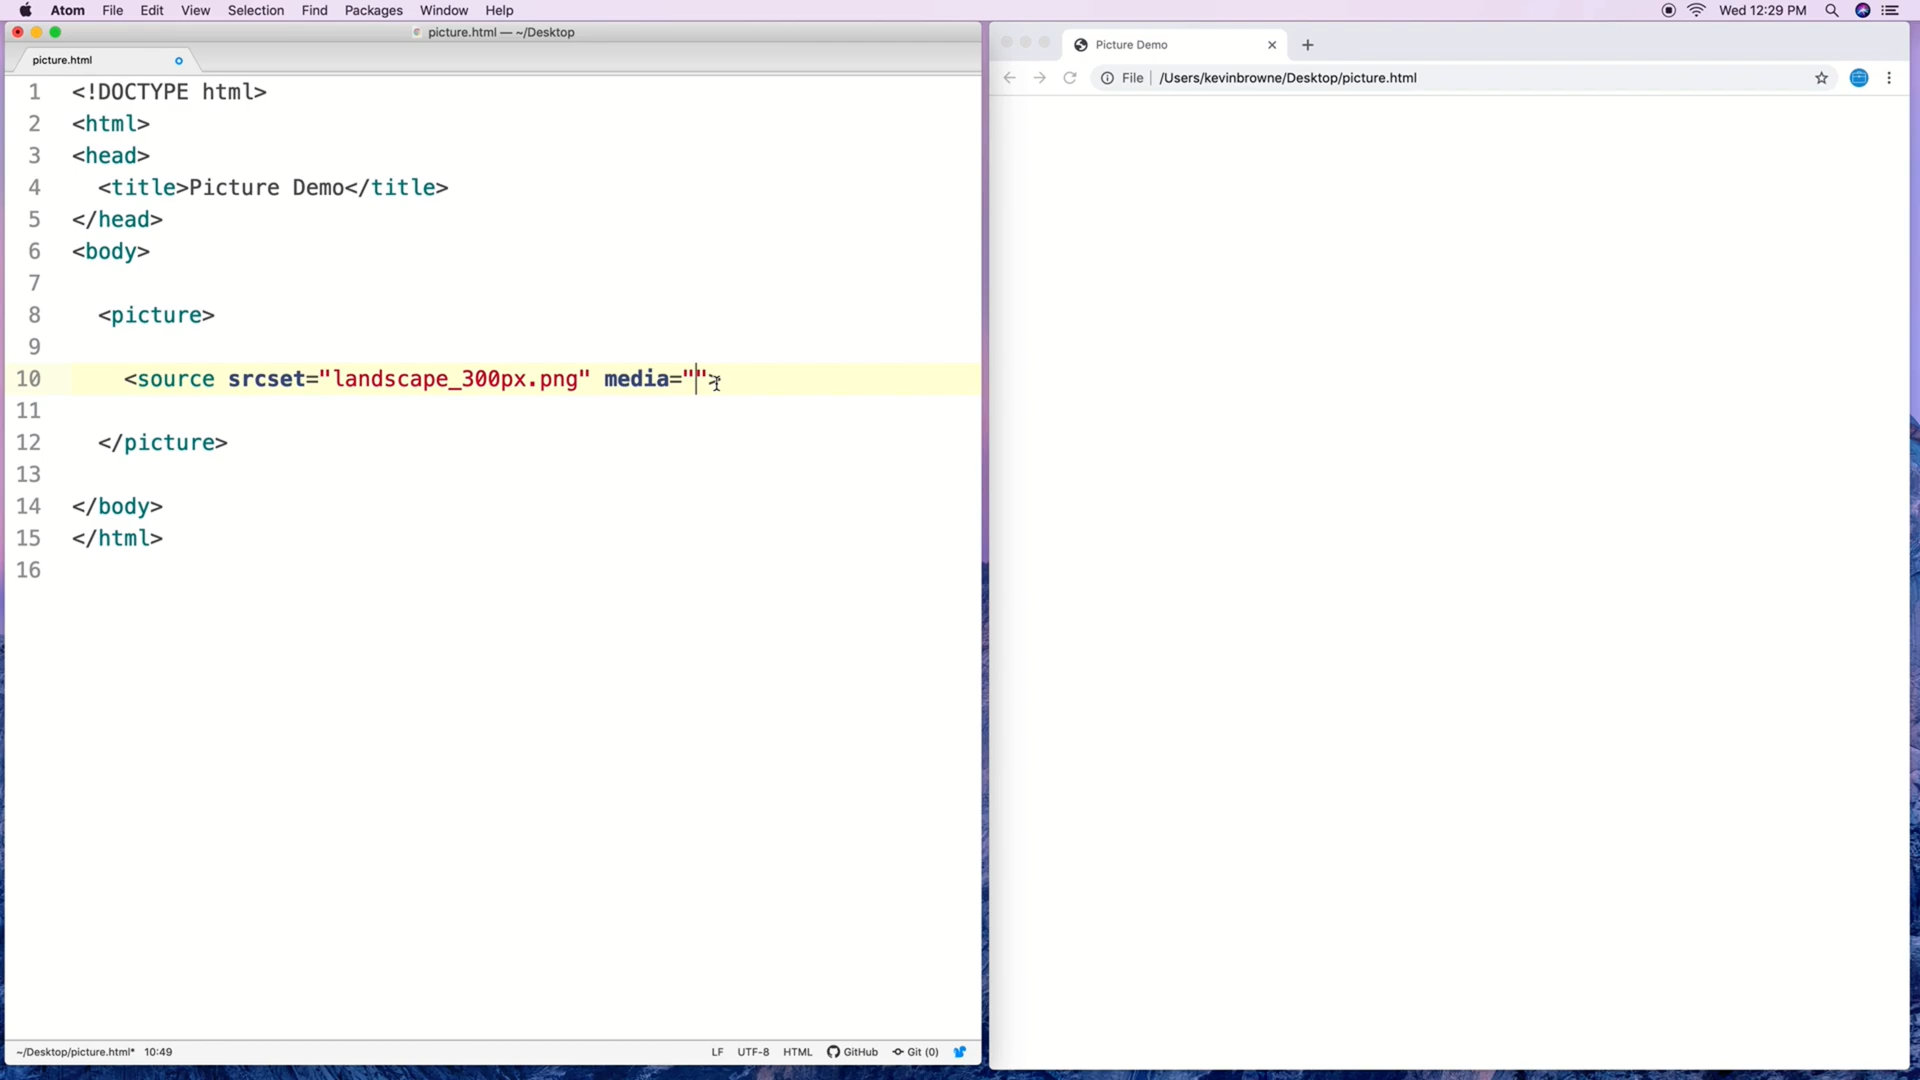 Atom File Edit View Selection Find Packages Window Help Wed 12:29 PM
picture.html — ~/Desktop
picture.html
1 <!DOCTYPE html>
2 <html>
3 <head>
4 <title>Picture Demo</title>
5 </head>
6 <body>
7
8 <picture>
9
10 <source srcset="landscape_300px.png" media="">
11
12 </picture>
13
14 </body>
15 </html>
16
~/Desktop/picture.html* 10:49 LF UTF-8 HTML GitHub Git (0)
Picture Demo
File /Users/kevinbrowne/Desktop/picture.html